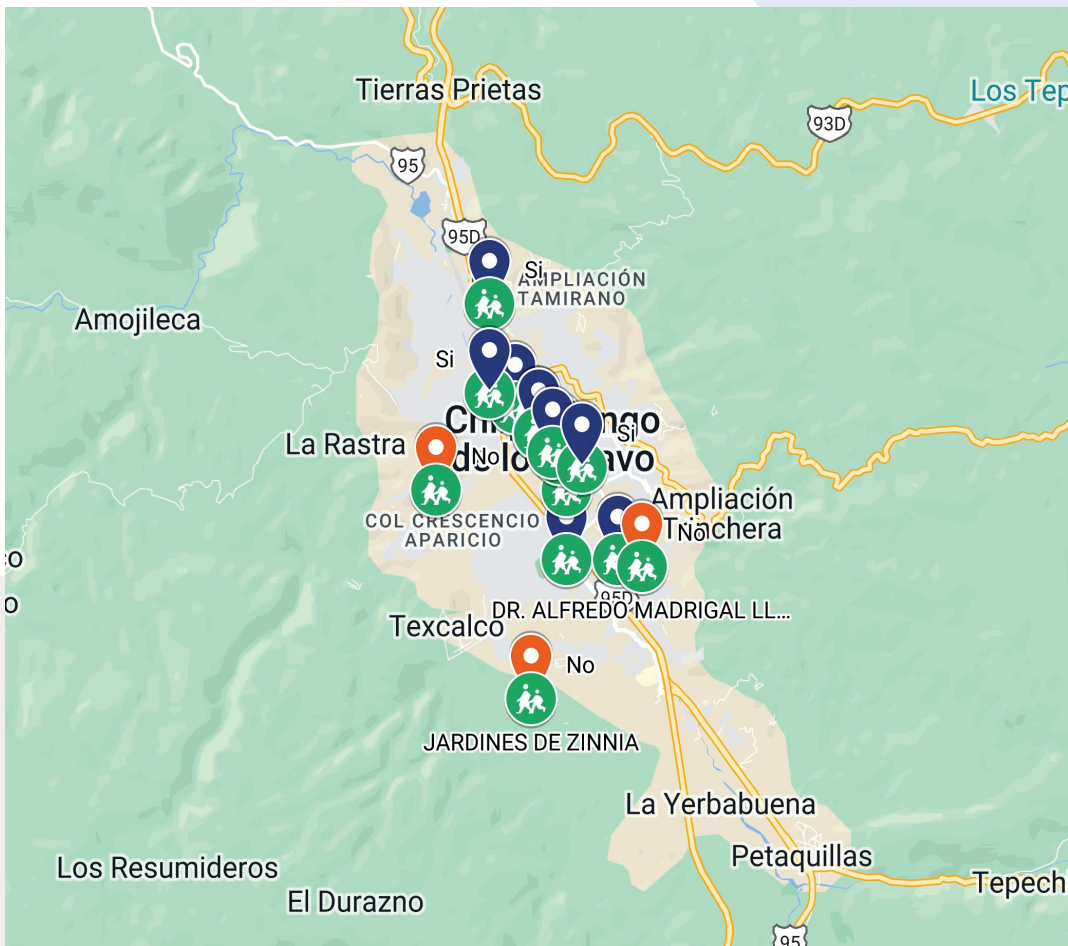 Tierras Prietas
Los Tep
93D
95
95D
Si
AMPLIACIÓN
TAMIRANO
Amojileca
Si
Si
La Rastra
No
avo
Ampliación
COL CRESCENCIO
APARICIO
No
95D
DR. ALFREDO MADRIGAL LL...
Texcalco
No
JARDINES DE ZINNIA
La Yerbabuena
Petaquillas
Los Resumideros
Tepech
El Durazno
95